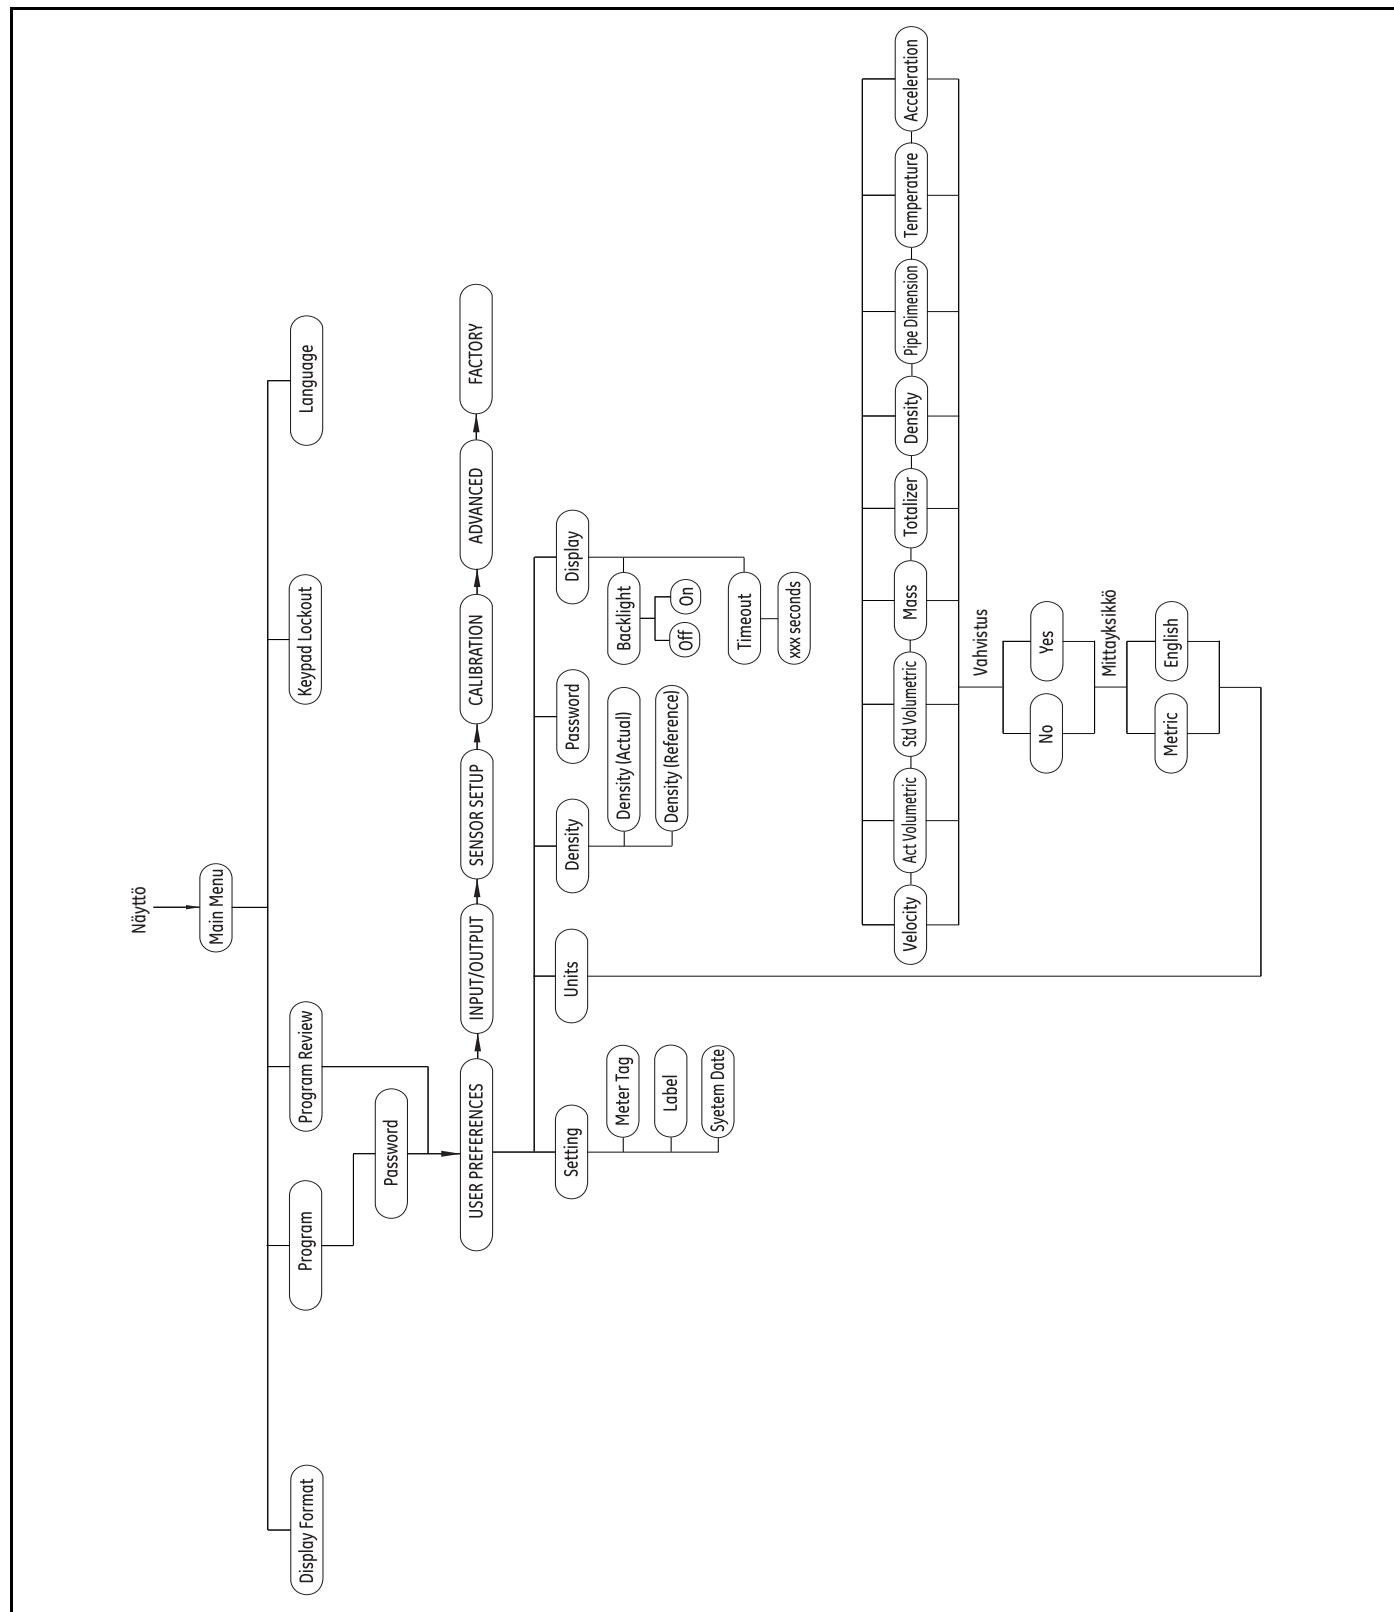 Näyttö
Main Menu
Display Format
Program
Program Review
Keypad Lockout
Language
Password
USER PREFERENCES
INPUT/OUTPUT
SENSOR SETUP
CALIBRATION
ADVANCED
FACTORY
Setting
Units
Density
Password
Display
Meter Tag
Label
Syetem Date
Density (Actual)
Density (Reference)
Backlight
Off
On
Timeout
xxx seconds
Velocity
Act Volumetric
Std Volumetric
Mass
Totalizer
Density
Pipe Dimension
Temperature
Acceleration
Vahvistus
No
Yes
Mittayksikkö
Metric
English